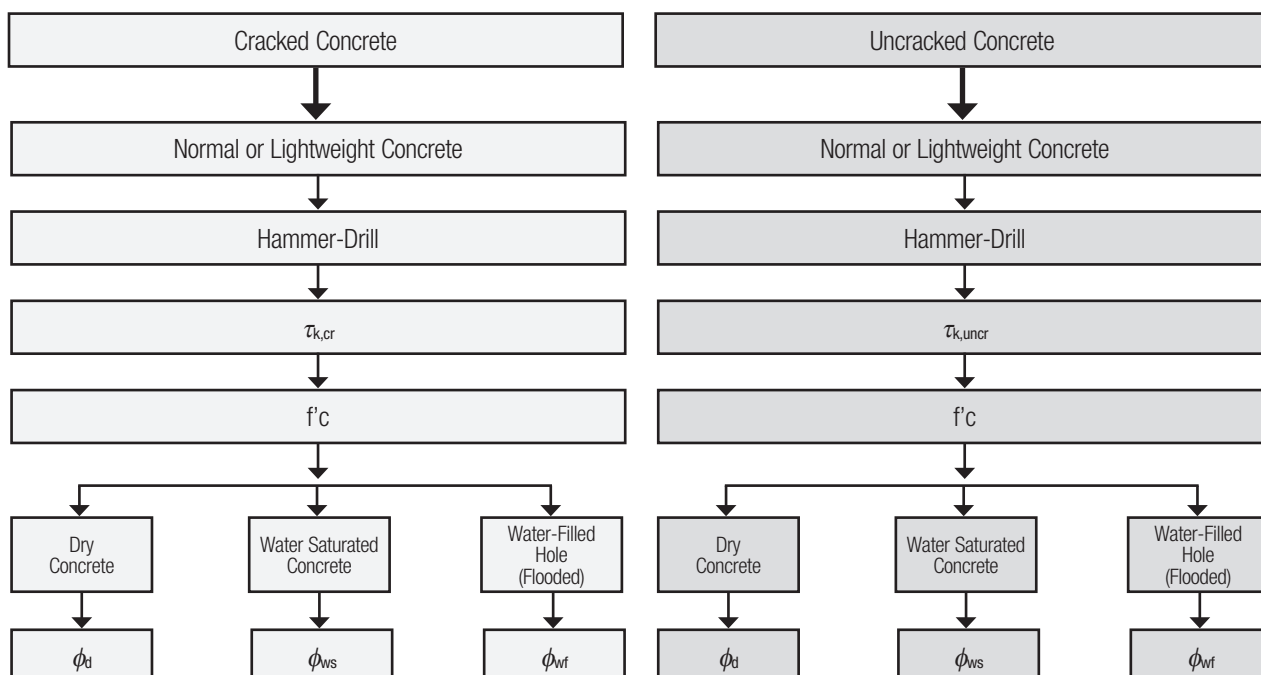 Cracked Concrete
Normal or Lightweight Concrete
Hammer-Drill
τk,cr
f'c
Dry
Concrete
Water Saturated
Concrete
Water-Filled
Hole
(Flooded)
ϕd
ϕws
ϕwf
Uncracked Concrete
Normal or Lightweight Concrete
Hammer-Drill
τk,uncr
f'c
Dry
Concrete
Water Saturated
Concrete
Water-Filled
Hole
(Flooded)
ϕd
ϕws
ϕwf